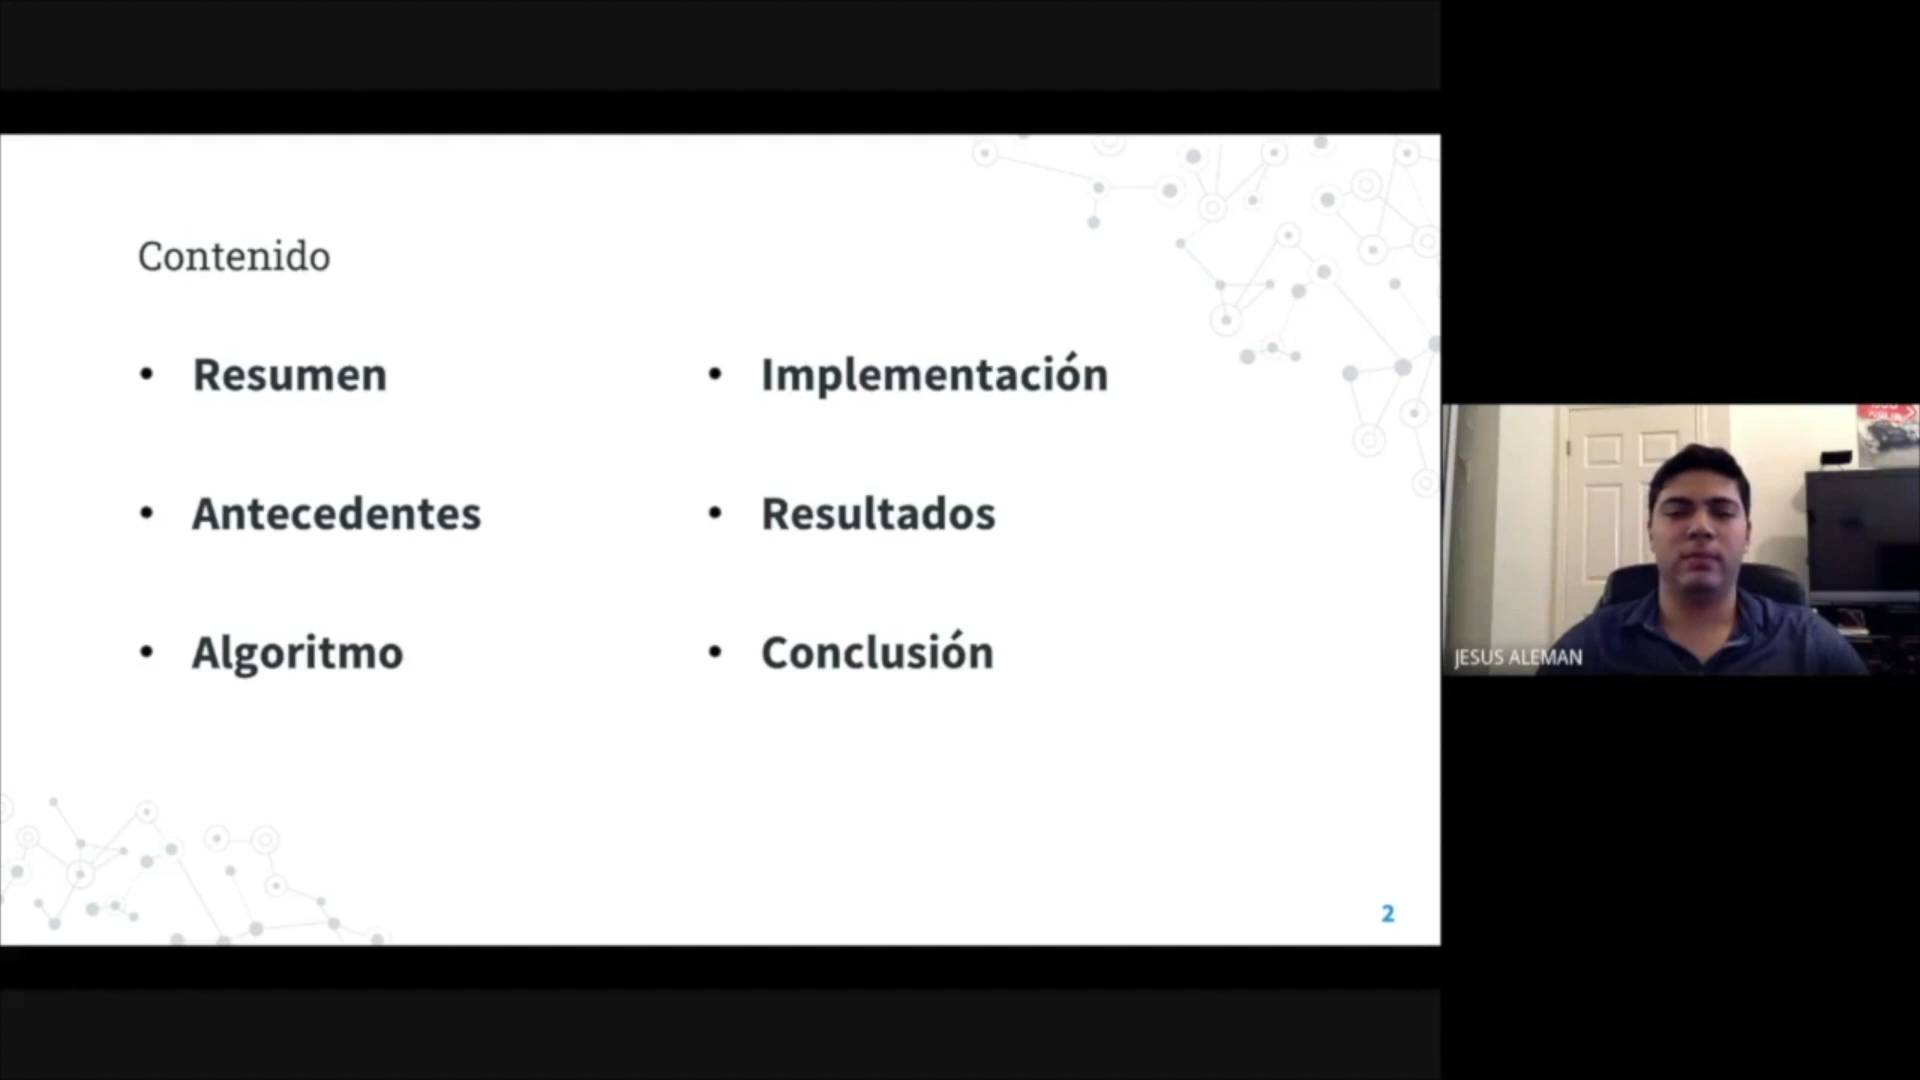 Contenido
• Resumen
• Antecedentes
• Algoritmo
• Implementación
• Resultados
• Conclusión
2
JESUS ALEMAN